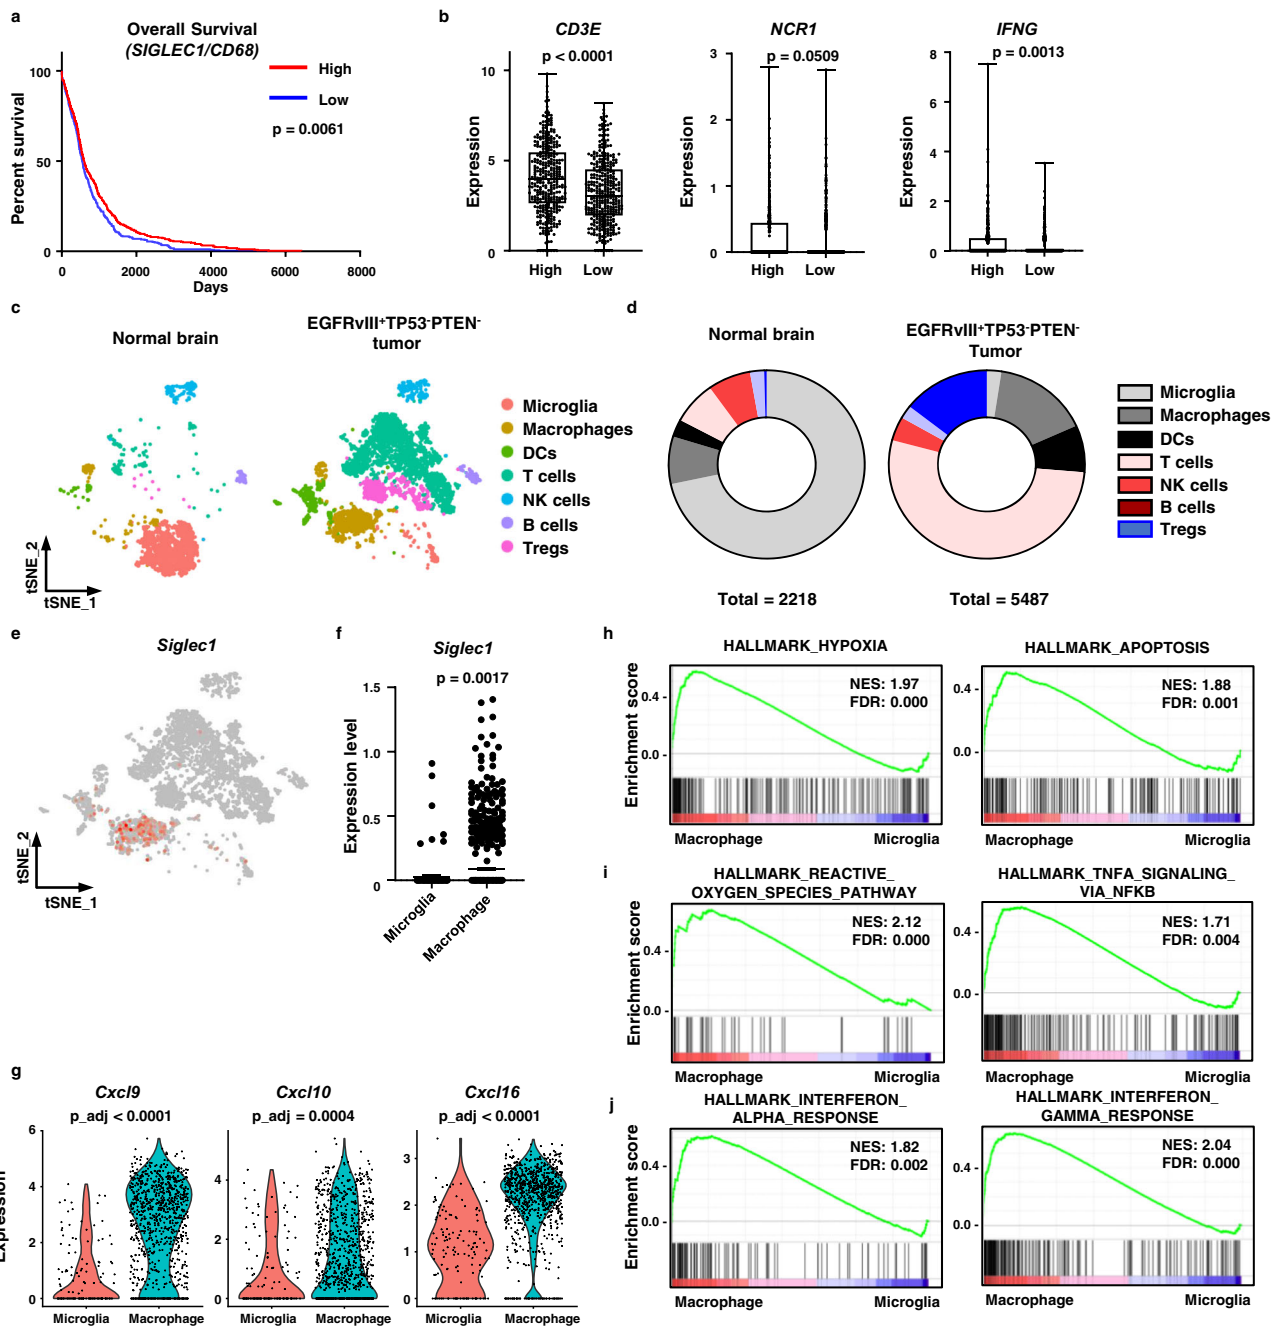 a
Overall Survival
(SIGLEC1/CD68)
High
Low
p = 0.0061
Percent survival
100
50
0
0 2000 4000 6000 8000
Days
b
CD3E
p < 0.0001
Expression
10
5
0
High Low
NCR1
p = 0.0509
Expression
3
2
1
0
High Low
IFNG
p = 0.0013
Expression
8
6
4
2
0
High Low
c
Normal brain
EGFRvIII+TP53-PTEN-
tumor
tSNE_2
tSNE_1
Microglia
Macrophages
DCs
T cells
NK cells
B cells
Tregs
d
Normal brain
EGFRvIII+TP53-PTEN-
Tumor
Total = 2218
Total = 5487
Microglia
Macrophages
DCs
T cells
NK cells
B cells
Tregs
e
Siglec1
tSNE_2
tSNE_1
f
Siglec1
p = 0.0017
Expression level
1.5
1.0
0.5
0
Microglia
Macrophage
g
Cxcl9
p_adj < 0.0001
6
4
2
0
Microglia Macrophage
Cxcl10
p_adj = 0.0004
4
2
0
Microglia Macrophage
Cxcl16
p_adj < 0.0001
3
2
1
0
Microglia Macrophage
h
HALLMARK_HYPOXIA
Enrichment score
NES: 1.97
FDR: 0.000
0.4
0.0
Macrophage Microglia
HALLMARK_APOPTOSIS
NES: 1.88
FDR: 0.001
0.4
0.0
Macrophage Microglia
i
HALLMARK_REACTIVE_
OXYGEN_SPECIES_PATHWAY
Enrichment score
NES: 2.12
FDR: 0.000
0.4
0.0
Macrophage Microglia
HALLMARK_TNFA_SIGNALING_
VIA_NFKB
NES: 1.71
FDR: 0.004
0.4
0.0
Macrophage Microglia
j
HALLMARK_INTERFERON_
ALPHA_RESPONSE
Enrichment score
NES: 1.82
FDR: 0.002
0.4
0.0
Macrophage Microglia
HALLMARK_INTERFERON_
GAMMA_RESPONSE
NES: 2.04
FDR: 0.000
0.4
0.0
Macrophage Microglia